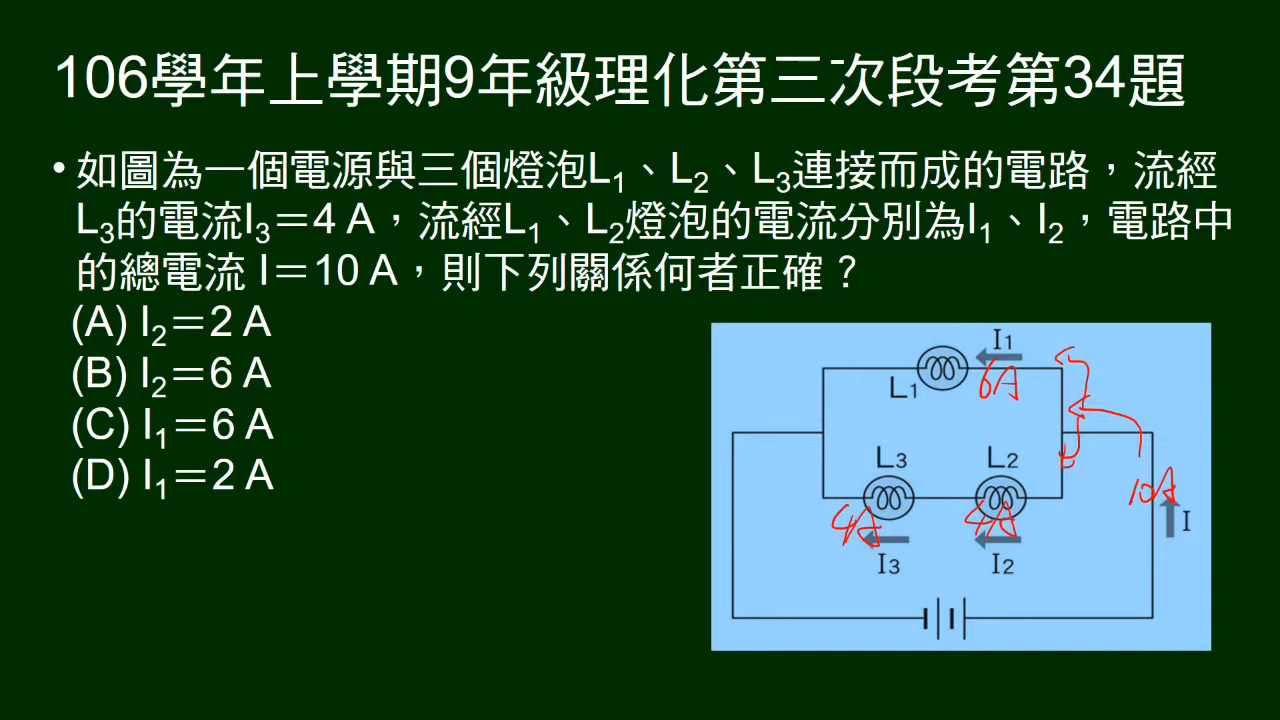 106學年上學期9年級理化第三次段考第34題
• 如圖為一個電源與三個燈泡L₁、L₂、L₃連接而成的電路，流經
L₃的電流I₃＝4 A，流經L₁、L₂燈泡的電流分別為I₁、I₂，電路中
的總電流 I＝10 A，則下列關係何者正確？
(A) I₂＝2 A
(B) I₂＝6 A
(C) I₁＝6 A
(D) I₁＝2 A
I₁
L₁ 6A
L₃ L₂
10A
4A 4A
I
I₃ I₂